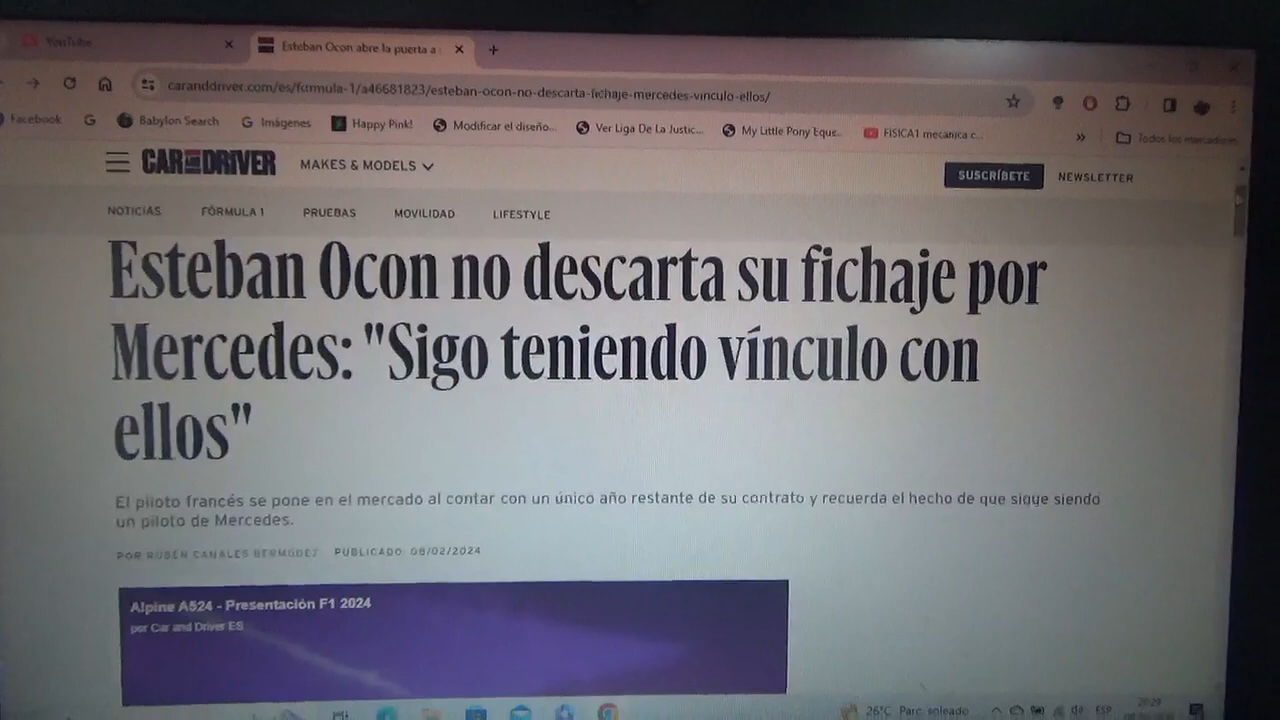 YouTube
Esteban Ocon abre la puerta a
caranddriver.com/es/formula-1/a46681823/esteban-ocon-no-descarta-fichaje-mercedes-vinculo-ellos/
Facebook
Babylon Search
Imágenes
Happy Pink!
Modificar el diseño...
Ver Liga De La Justic...
My Little Pony Equs...
FISICA1 mecanica c...
»
Todos los marcadores
CAR AND DRIVER
MAKES & MODELS
SUSCRÍBETE
NEWSLETTER
NOTICIAS
FÓRMULA 1
PRUEBAS
MOVILIDAD
LIFESTYLE
Esteban Ocon no descarta su fichaje por
Mercedes: "Sigo teniendo vínculo con
ellos"
El piloto francés se pone en el mercado al contar con un único año restante de su contrato y recuerda el hecho de que sigue siendo
un piloto de Mercedes.
POR RUBÉN CANALES BERMÚDEZ PUBLICADO: 08/02/2024
Alpine A524 - Presentación F1 2024
por Car and Driver ES
26°C Parc. soleado
ESP
20:29